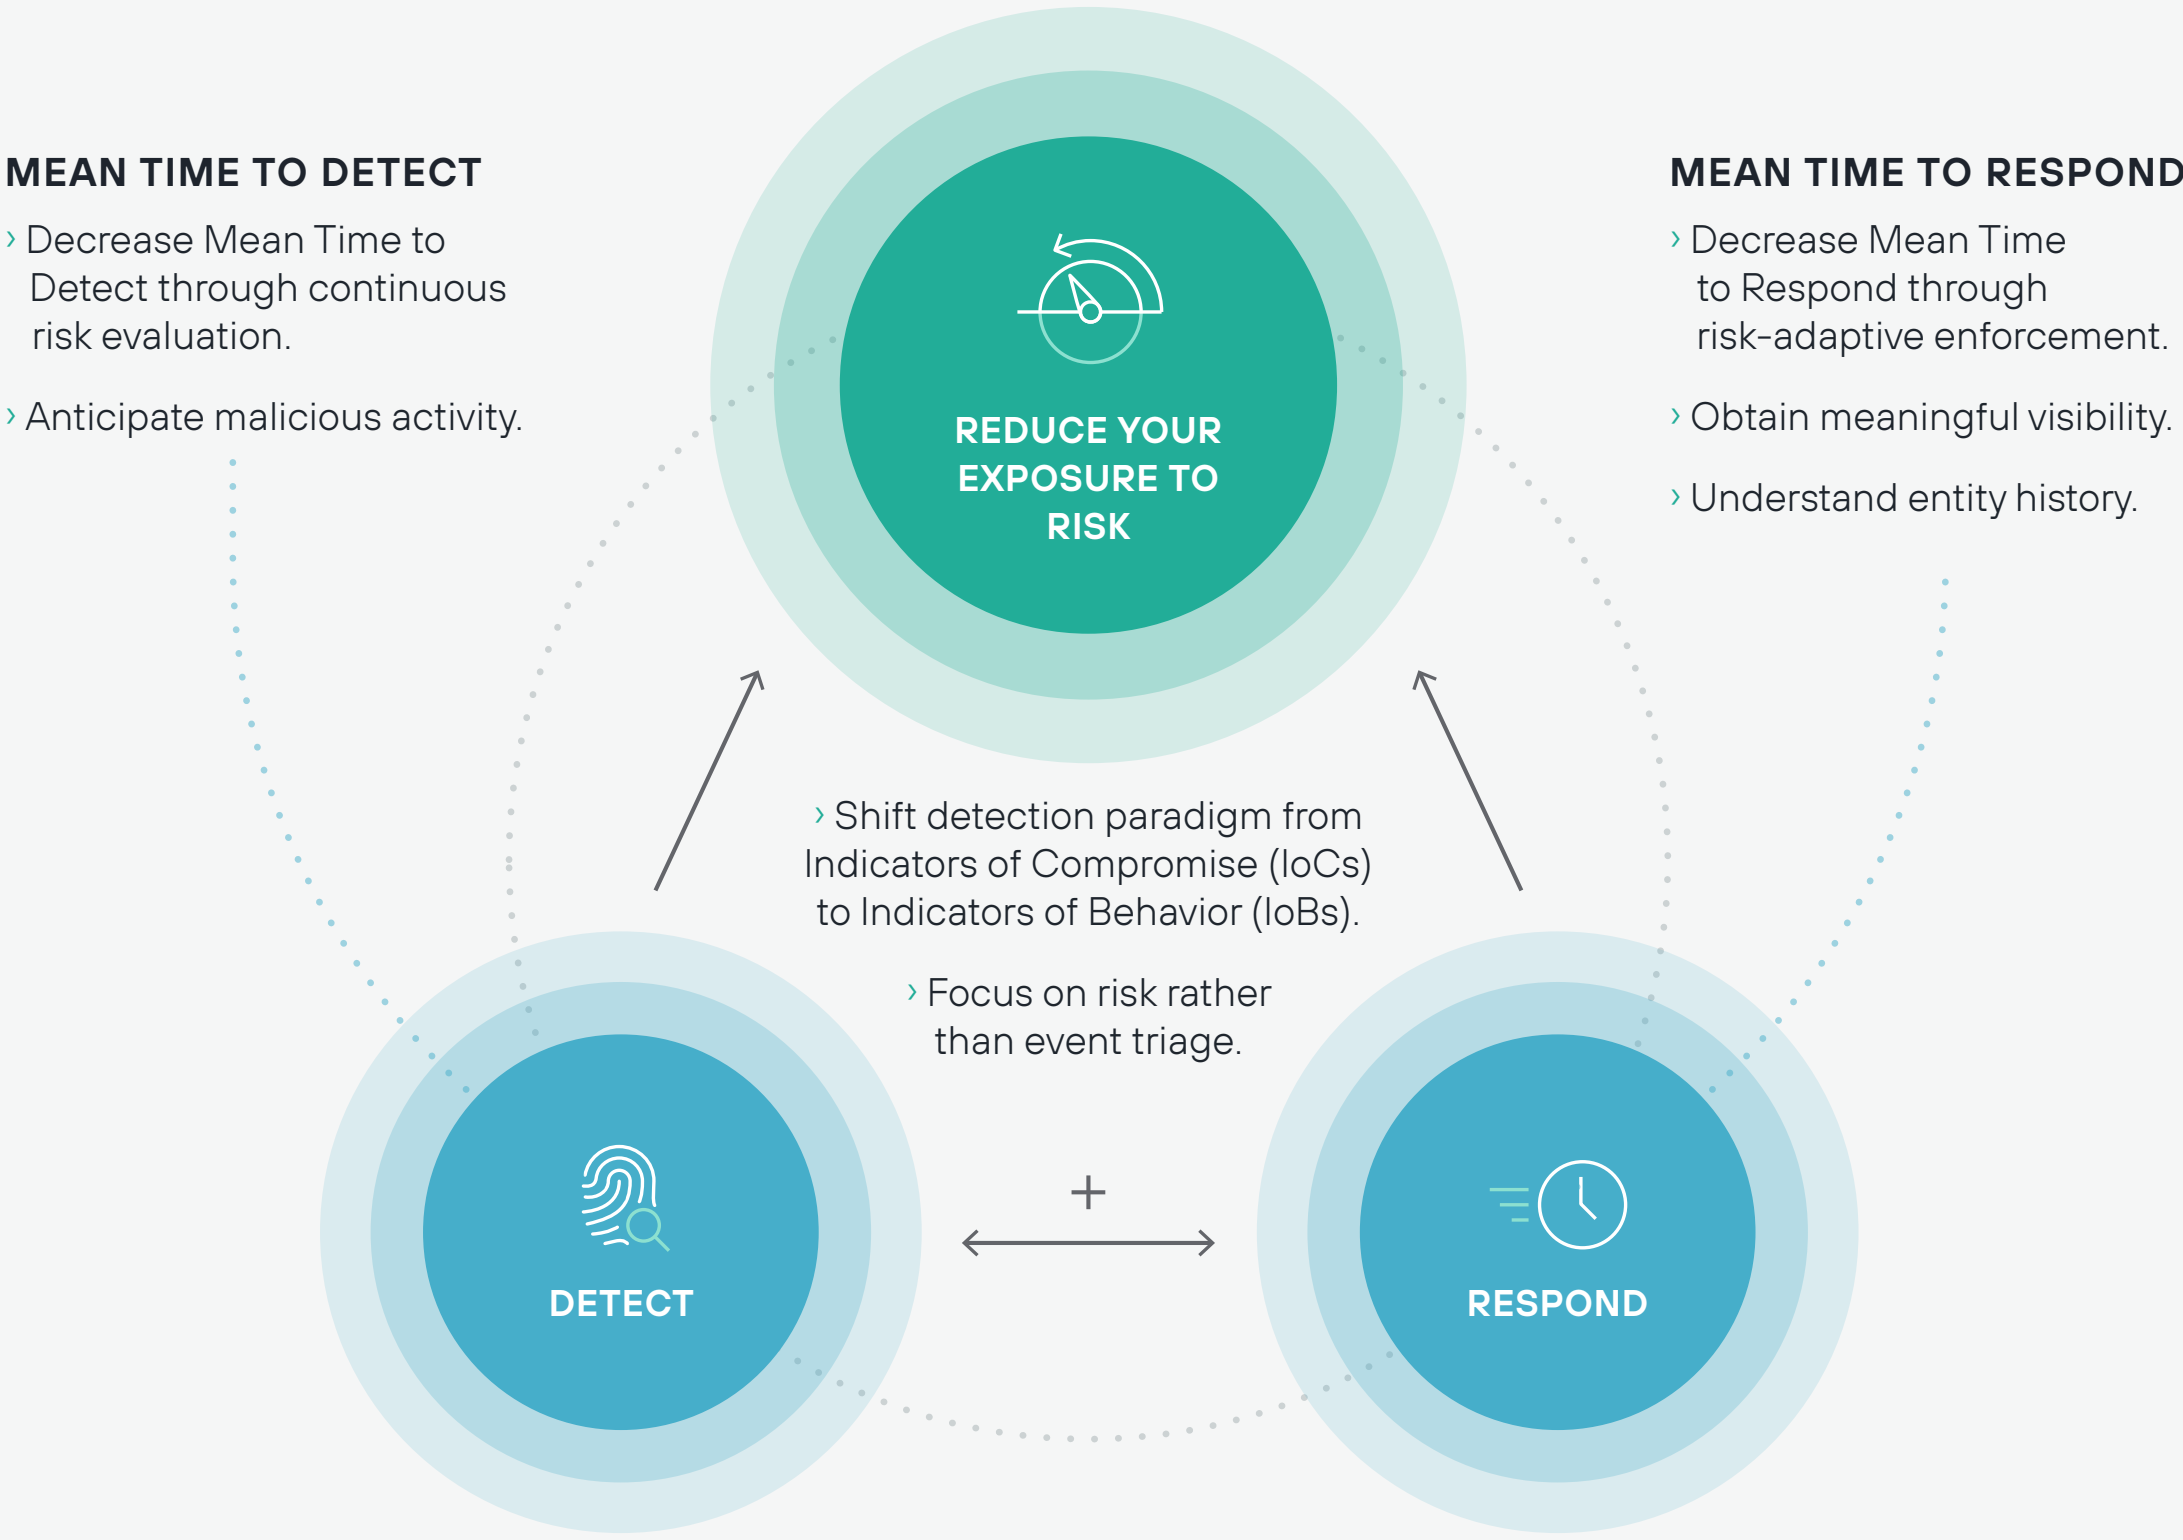 MEAN TIME TO DETECT
› Decrease Mean Time to
Detect through continuous
risk evaluation.
› Anticipate malicious activity.
REDUCE YOUR
EXPOSURE TO
RISK
MEAN TIME TO RESPOND
› Decrease Mean Time
to Respond through
risk-adaptive enforcement.
› Obtain meaningful visibility.
› Understand entity history.
› Shift detection paradigm from
Indicators of Compromise (IoCs)
to Indicators of Behavior (IoBs).
› Focus on risk rather
than event triage.
+
DETECT
RESPOND